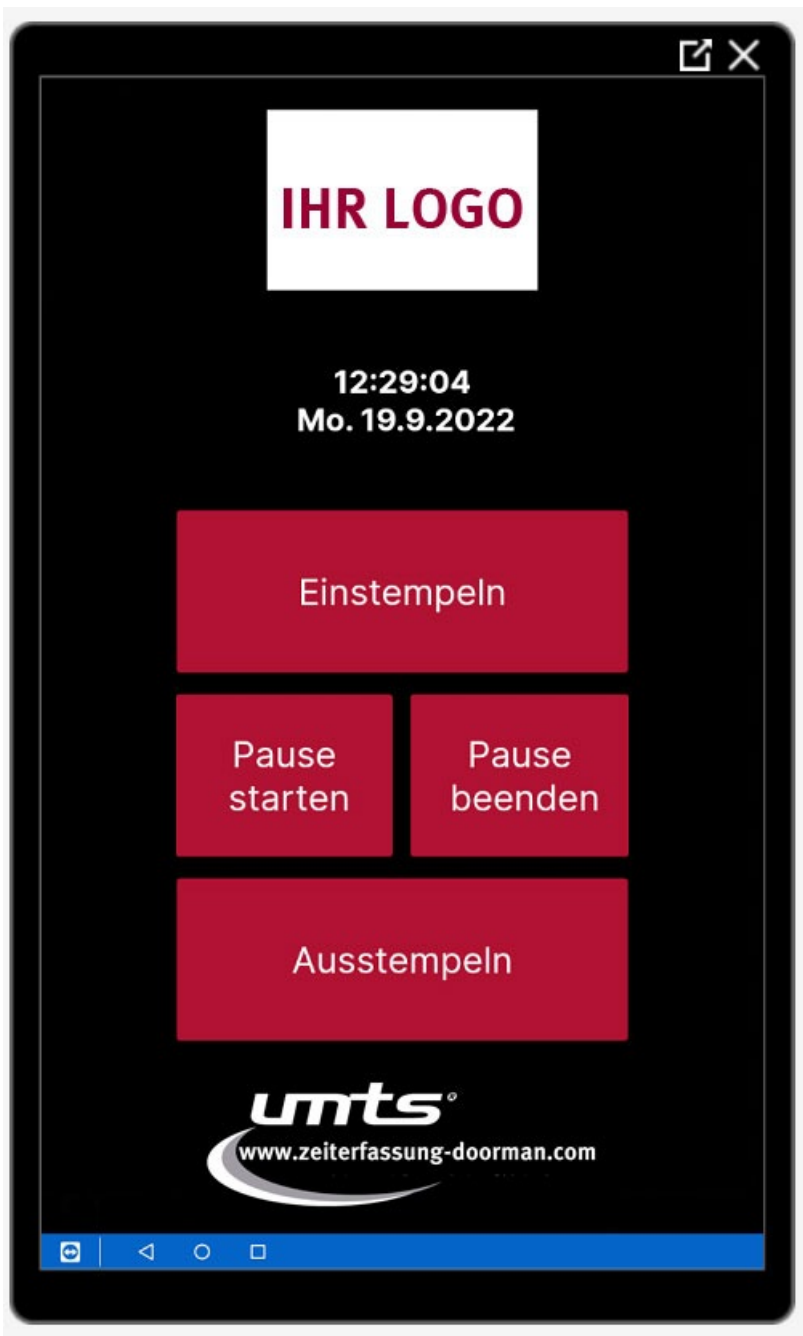 IHR LOGO
12:29:04
Mo. 19.9.2022
Einstempeln
Pause
starten
Pause
beenden
Ausstempeln
umts®
www.zeiterfassung-doorman.com